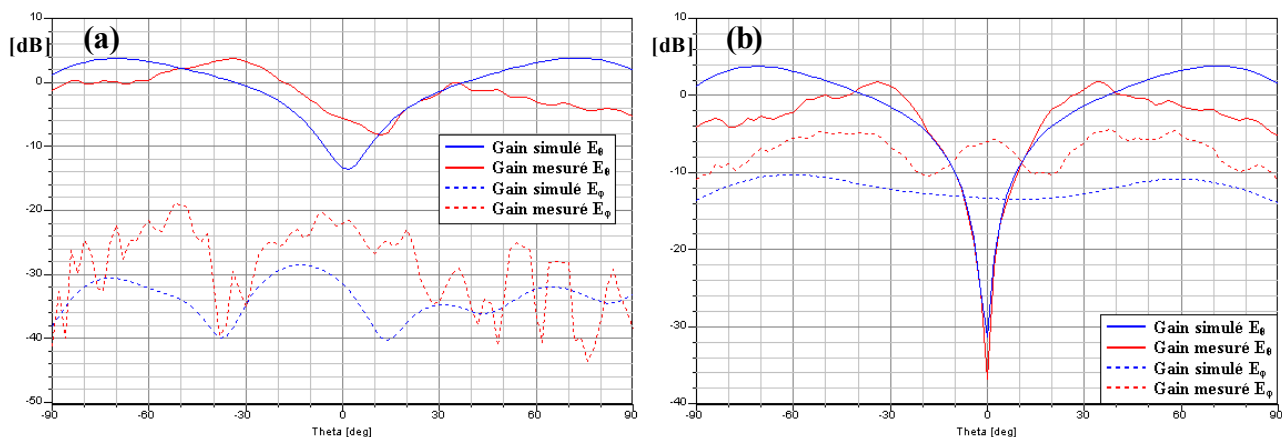 (a)
[dB]
10
0
-10
-20
-30
-40
-50
Gain simulé Eθ
Gain mesuré Eθ
Gain simulé Eφ
Gain mesuré Eφ
-90
-30
0
30
90
Theta [deg]
(b)
[dB]
10
0
-10
-20
-30
-40
Gain simulé Eθ
Gain mesuré Eθ
Gain simulé Eφ
Gain mesuré Eφ
-90
-60
-30
0
30
60
90
Theta [deg]